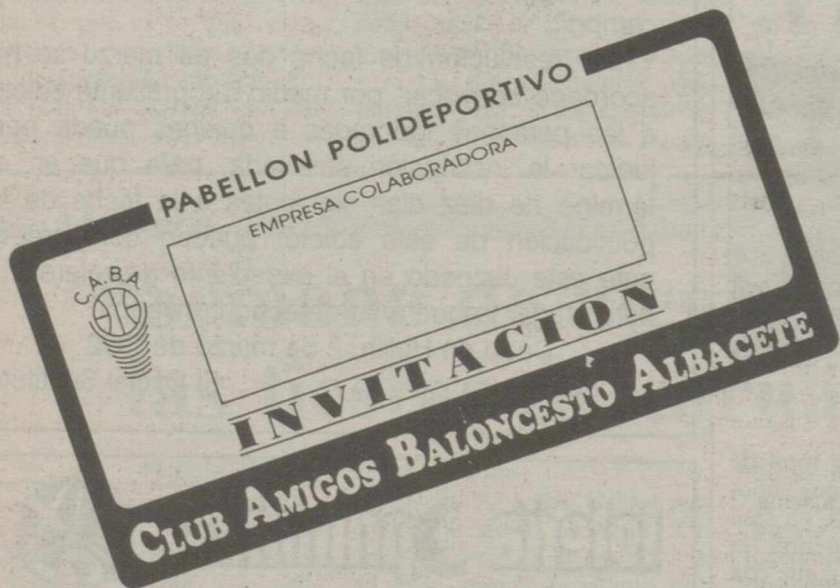 PABELLON POLIDEPORTIVO
EMPRESA COLABORADORA
C.A.B.A.
INVITACION
CLUB AMIGOS BALONCESTO ALBACETE